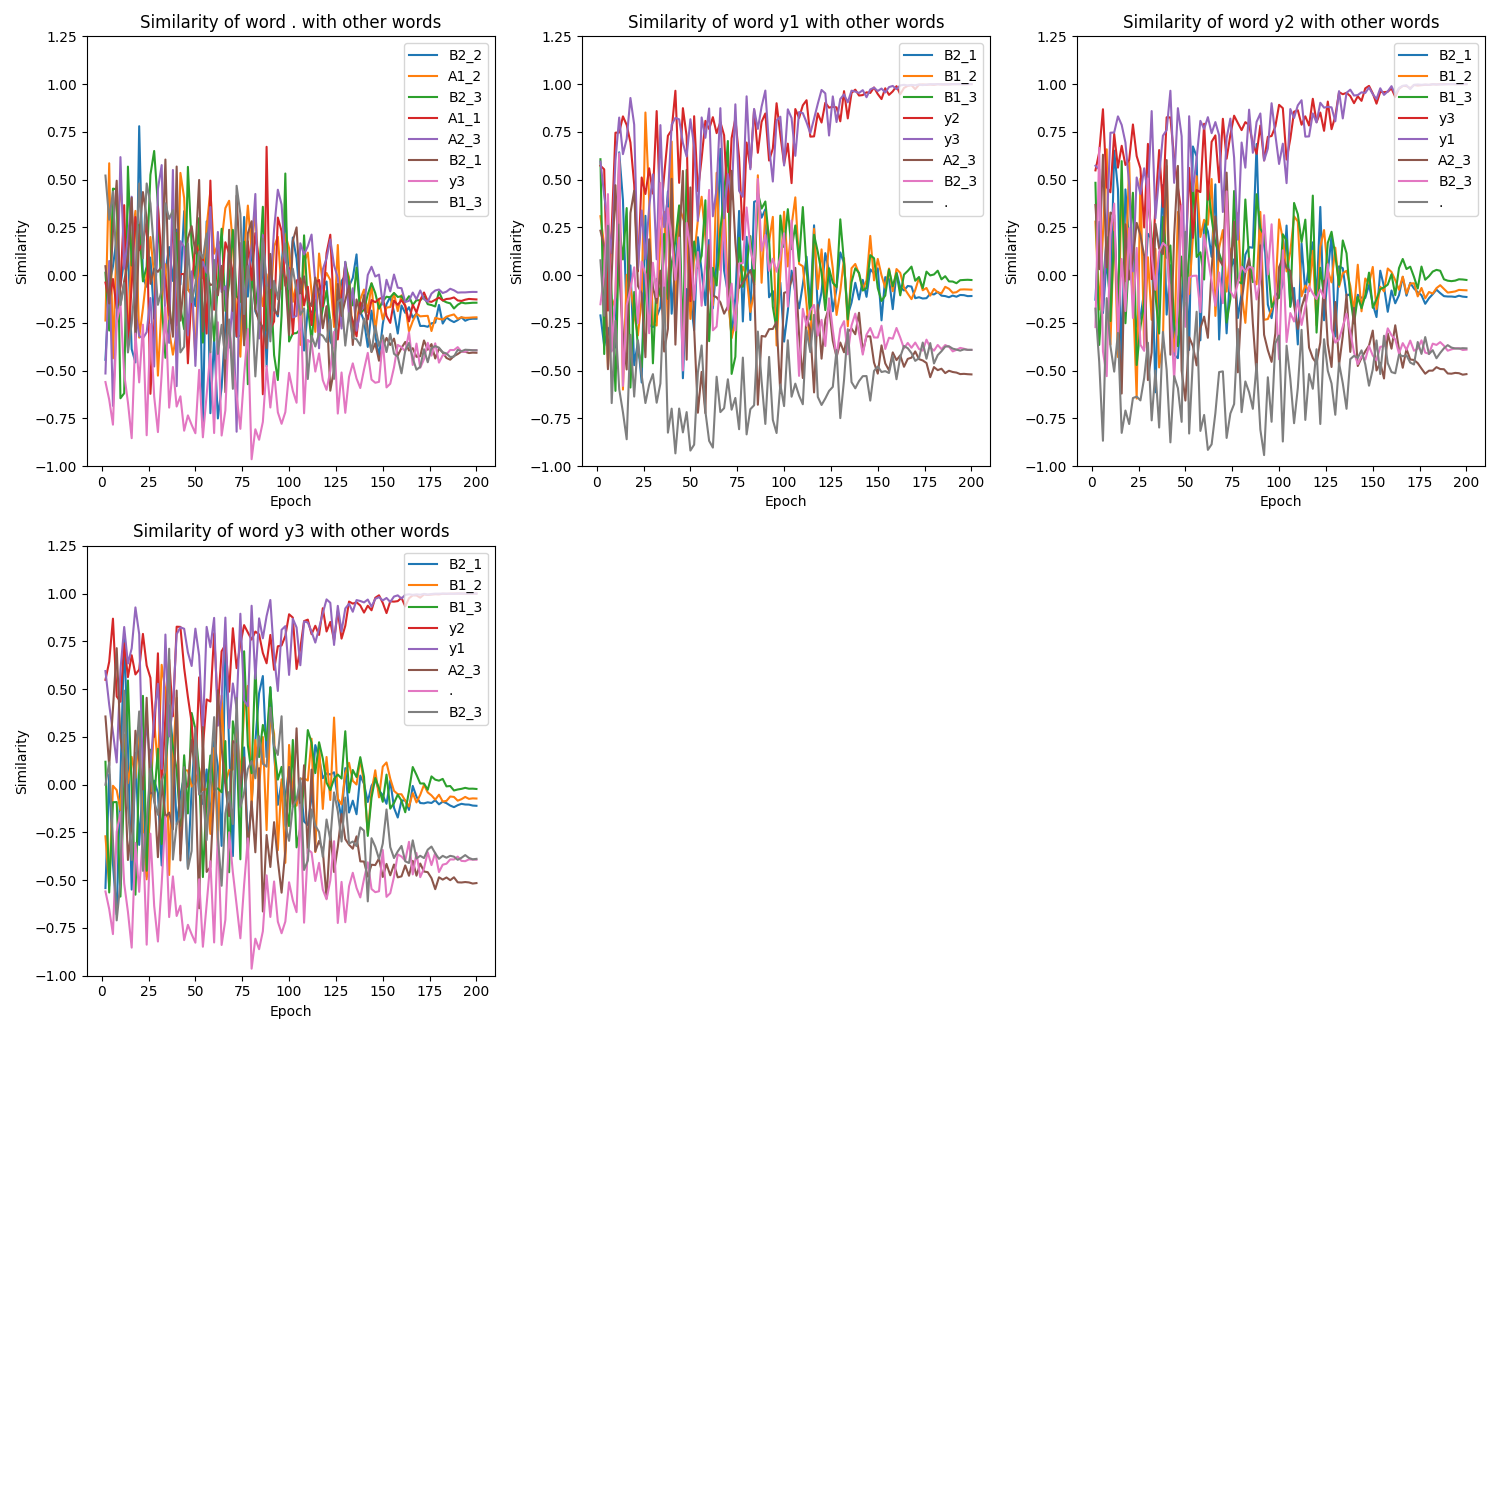 Similarity of word . with other words
Similarity
1.25
1.00
0.75
0.50
0.25
0.00
−0.25
−0.50
−0.75
−1.00
0
25
50
75
100
125
150
175
200
Epoch
B2_2
A1_2
B2_3
A1_1
A2_3
B2_1
y3
B1_3
Similarity of word y1 with other words
Similarity
1.25
1.00
0.75
0.50
0.25
0.00
−0.25
−0.50
−0.75
−1.00
0
25
50
75
100
125
150
175
200
Epoch
B2_1
B1_2
B1_3
y2
y3
A2_3
B2_3
.
Similarity of word y2 with other words
Similarity
1.25
1.00
0.75
0.50
0.25
0.00
−0.25
−0.50
−0.75
−1.00
0
25
50
75
100
125
150
175
200
Epoch
B2_1
B1_2
B1_3
y3
y1
A2_3
B2_3
.
Similarity of word y3 with other words
Similarity
1.25
1.00
0.75
0.50
0.25
0.00
−0.25
−0.50
−0.75
−1.00
0
25
50
75
100
125
150
175
200
Epoch
B2_1
B1_2
B1_3
y2
y1
A2_3
.
B2_3